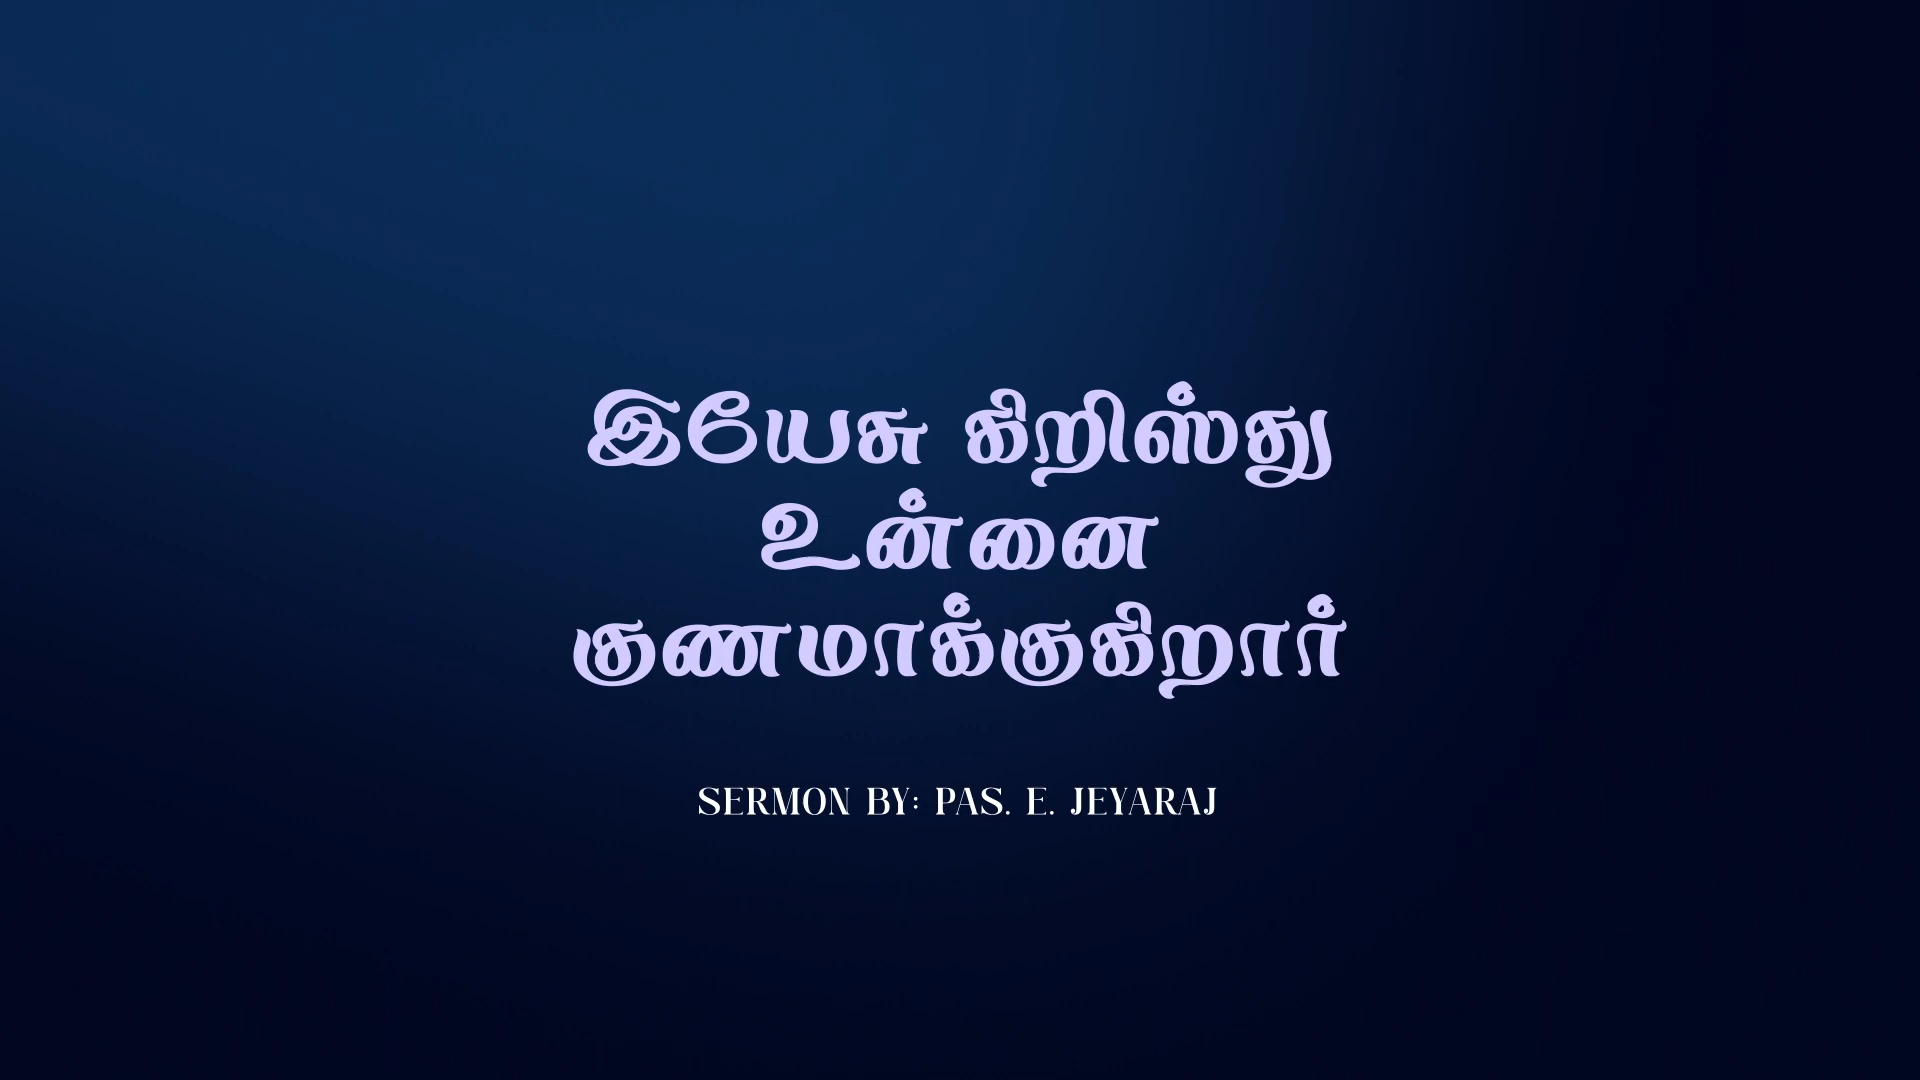 இயேசு கிறிஸ்து
உன்னை
குணமாக்குகிறார்
SERMON BY: PAS. E. JEYARAJ